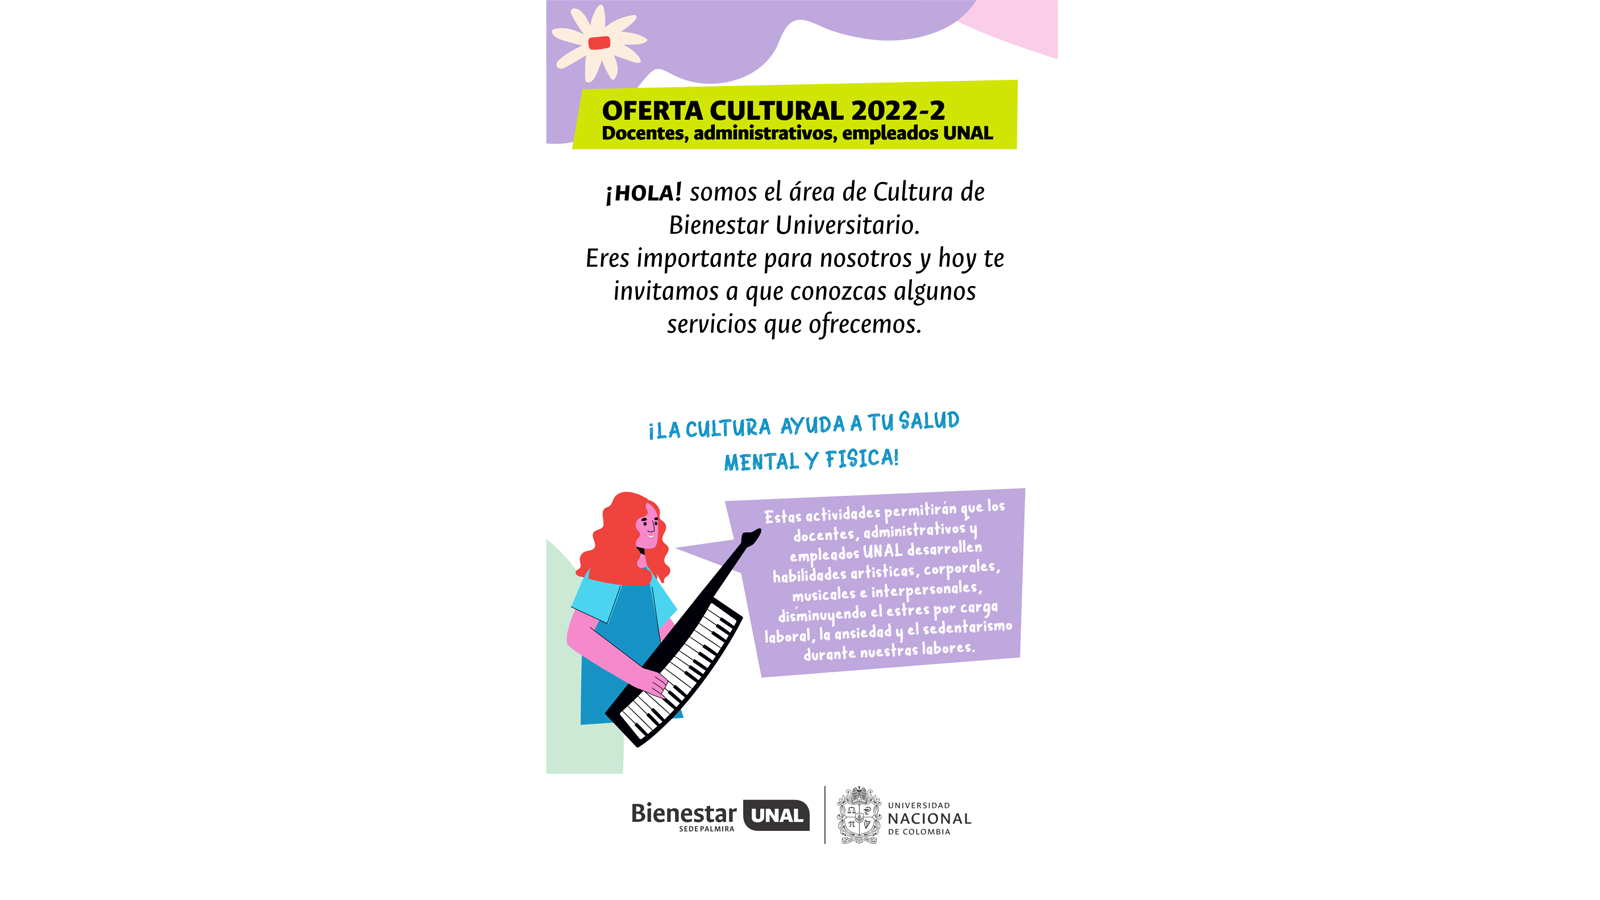 OFERTA CULTURAL 2022-2
Docentes, administrativos, empleados UNAL
¡HOLA! somos el área de Cultura de
Bienestar Universitario.
Eres importante para nosotros y hoy te
invitamos a que conozcas algunos
servicios que ofrecemos.
¡LA CULTURA AYUDA A TU SALUD
MENTAL Y FISICA!
Estas actividades permitirán que los
docentes, administrativos y
empleados UNAL desarrollen
habilidades artísticas, corporales,
musicales e interpersonales,
disminuyendo el estres por carga
laboral, la ansiedad y el sedentarismo
durante nuestras labores.
Bienestar UNAL
SEDE PALMIRA
UNIVERSIDAD
NACIONAL
DE COLOMBIA